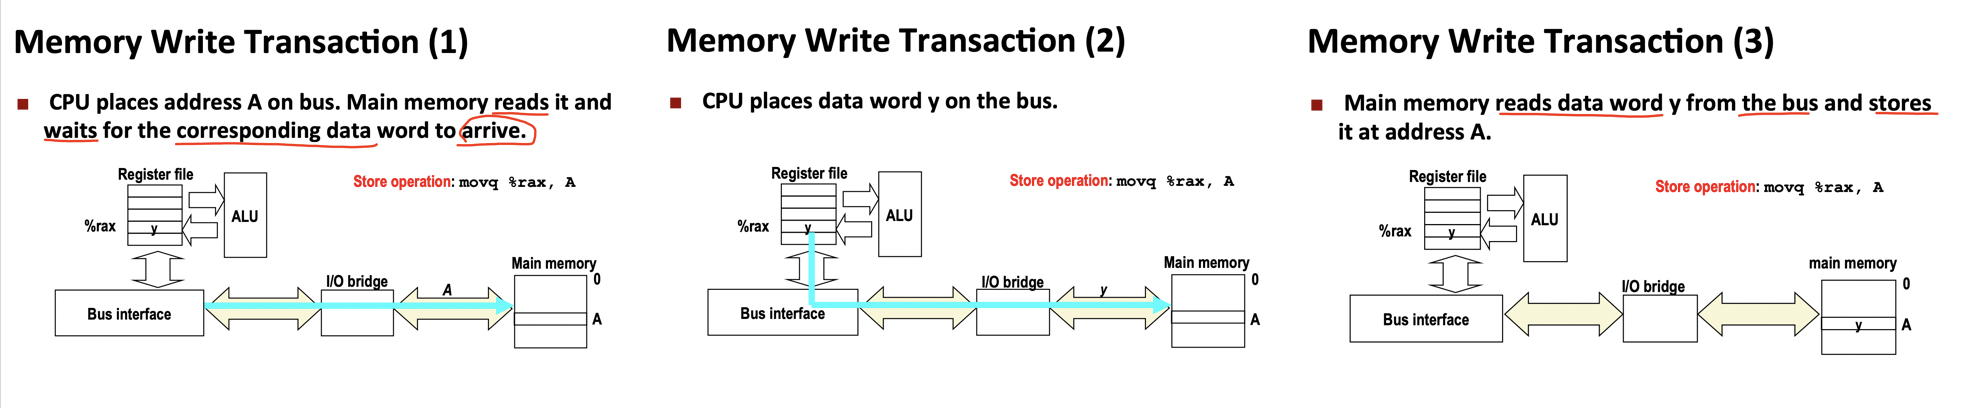 Memory Write Transaction (1)
■ CPU places address A on bus. Main memory reads it and
waits for the corresponding data word to arrive.
Register file
Store operation: movq %rax, A
ALU
%rax
y
Main memory
0
I/O bridge
A
Bus interface
A
Memory Write Transaction (2)
■ CPU places data word y on the bus.
Register file
Store operation: movq %rax, A
ALU
%rax
y
Main memory
0
I/O bridge
y
Bus interface
A
Memory Write Transaction (3)
■ Main memory reads data word y from the bus and stores
it at address A.
Register file
Store operation: movq %rax, A
ALU
%rax
y
main memory
0
I/O bridge
Bus interface
y
A